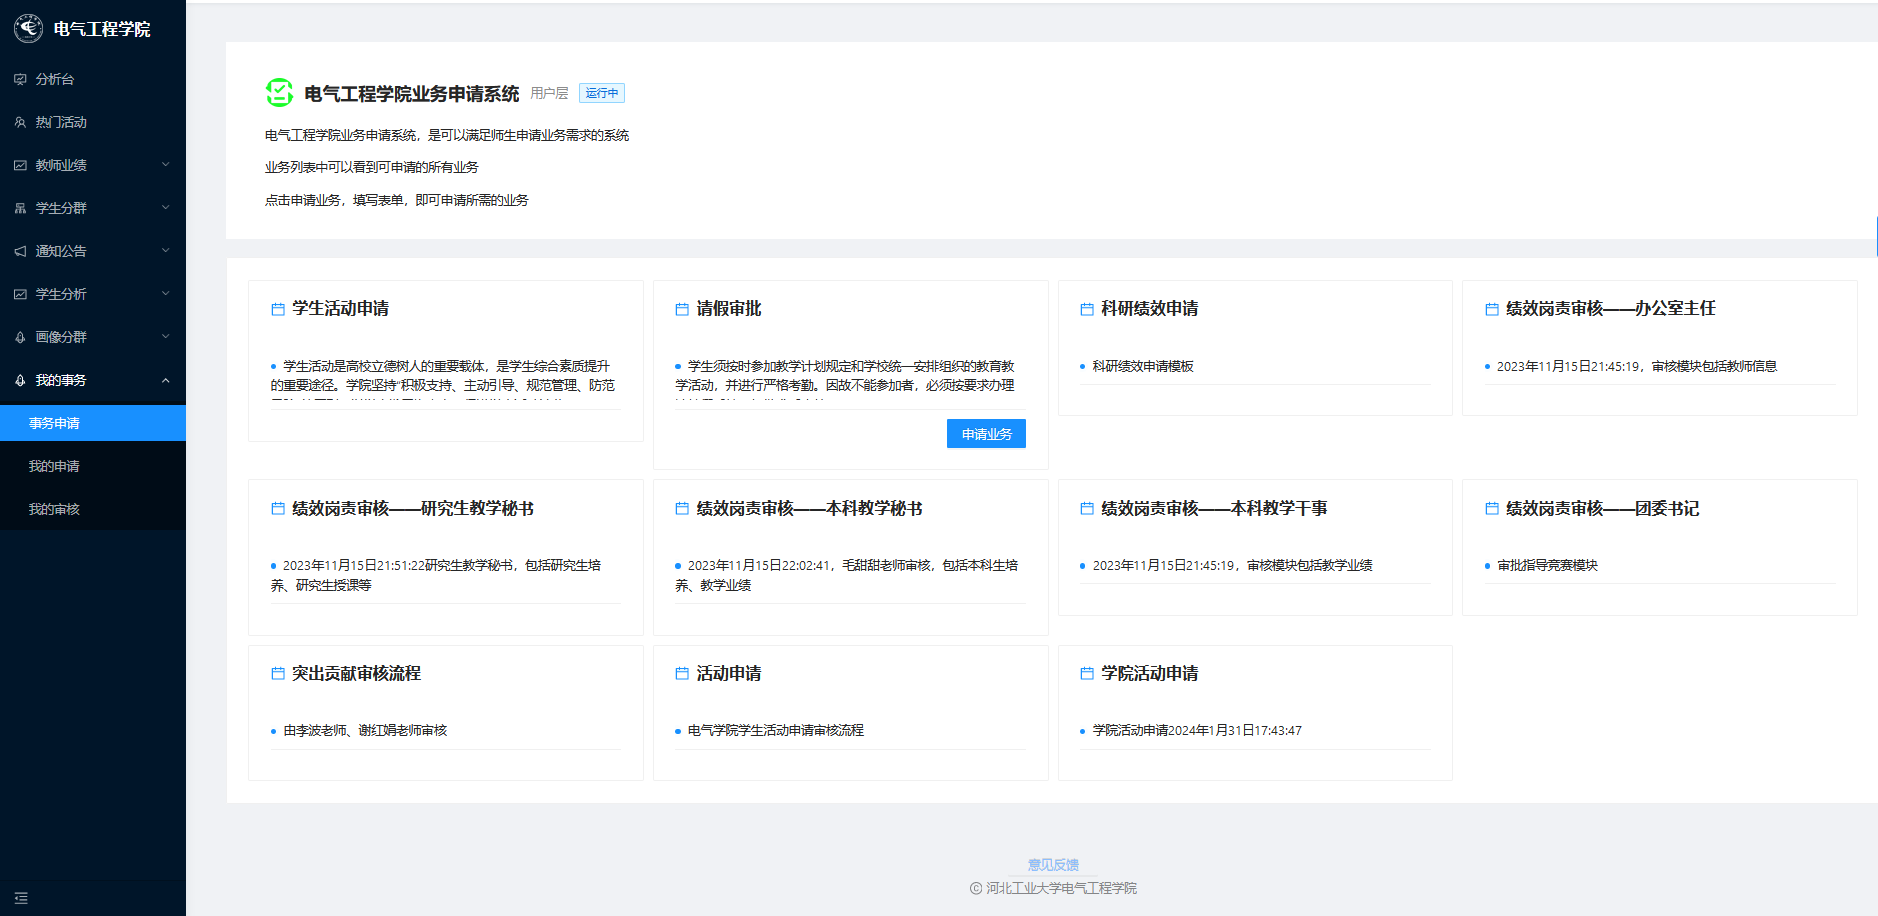 电气工程学院
分析台
热门活动
教师业绩
学生分群
通知公告
学生分析
画像分群
我的事务
事务申请
我的申请
我的审核
电气工程学院业务申请系统 用户层 运行中
电气工程学院业务申请系统，是可以满足师生申请业务需求的系统
业务列表中可以看到可申请的所有业务
点击申请业务，填写表单，即可申请所需的业务
学生活动申请
学生活动是高校立德树人的重要载体，是学生综合素质提升
的重要途径。学院坚持“积极支持、主动引导、规范管理、防范
请假审批
学生须按时参加教学计划规定和学校统一安排组织的教育教
学活动，并进行严格考勤。因故不能参加者，必须按要求办理
申请业务
科研绩效申请
科研绩效申请模板
绩效岗责审核——办公室主任
2023年11月15日21:45:19，审核模块包括教师信息
绩效岗责审核——研究生教学秘书
2023年11月15日21:51:22研究生教学秘书，包括研究生培
养、研究生授课等
绩效岗责审核——本科教学秘书
2023年11月15日22:02:41，毛甜甜老师审核，包括本科生培
养、教学业绩
绩效岗责审核——本科教学干事
2023年11月15日21:45:19，审核模块包括教学业绩
绩效岗责审核——团委书记
审批指导竞赛模块
突出贡献审核流程
由李波老师、谢红娟老师审核
活动申请
电气学院学生活动申请审核流程
学院活动申请
学院活动申请2024年1月31日17:43:47
意见反馈
© 河北工业大学电气工程学院